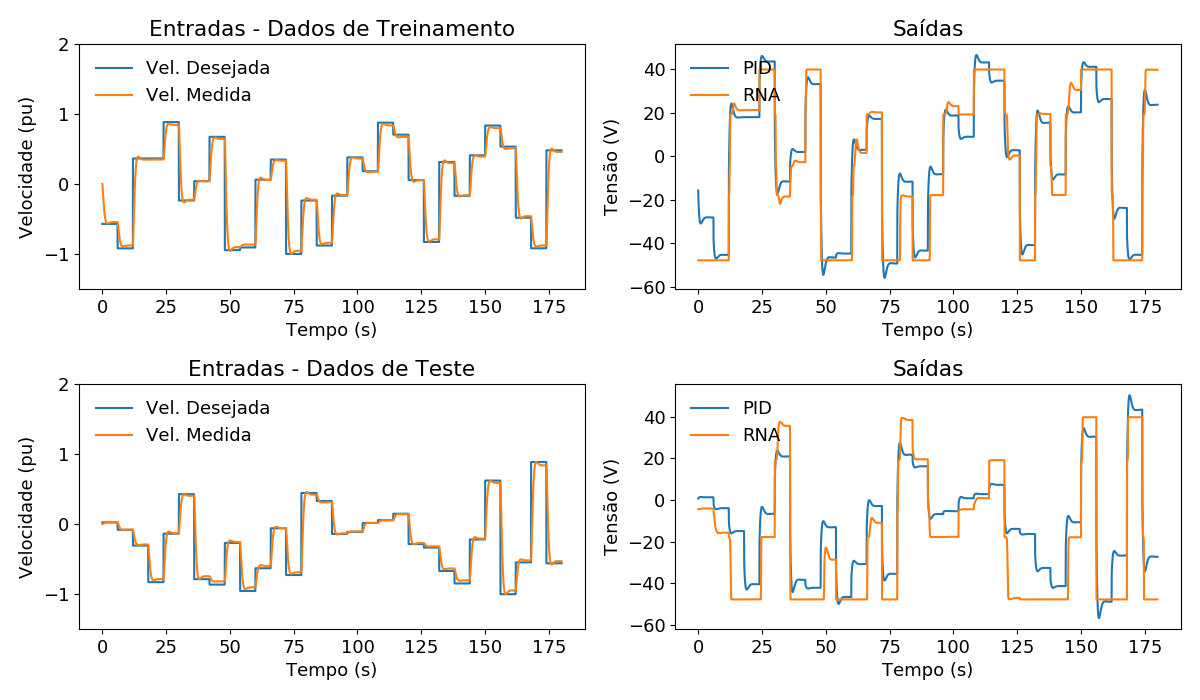 Entradas - Dados de Treinamento
2
1
0
−1
Velocidade (pu)
Vel. Desejada
Vel. Medida
0 25 50 75 100 125 150 175
Tempo (s)
Saídas
40
20
0
−20
−40
−60
Tensão (V)
PID
RNA
0 25 50 75 100 125 150 175
Tempo (s)
Entradas - Dados de Teste
2
1
0
−1
Velocidade (pu)
Vel. Desejada
Vel. Medida
0 25 50 75 100 125 150 175
Tempo (s)
Saídas
40
20
0
−20
−40
−60
Tensão (V)
PID
RNA
0 25 50 75 100 125 150 175
Tempo (s)